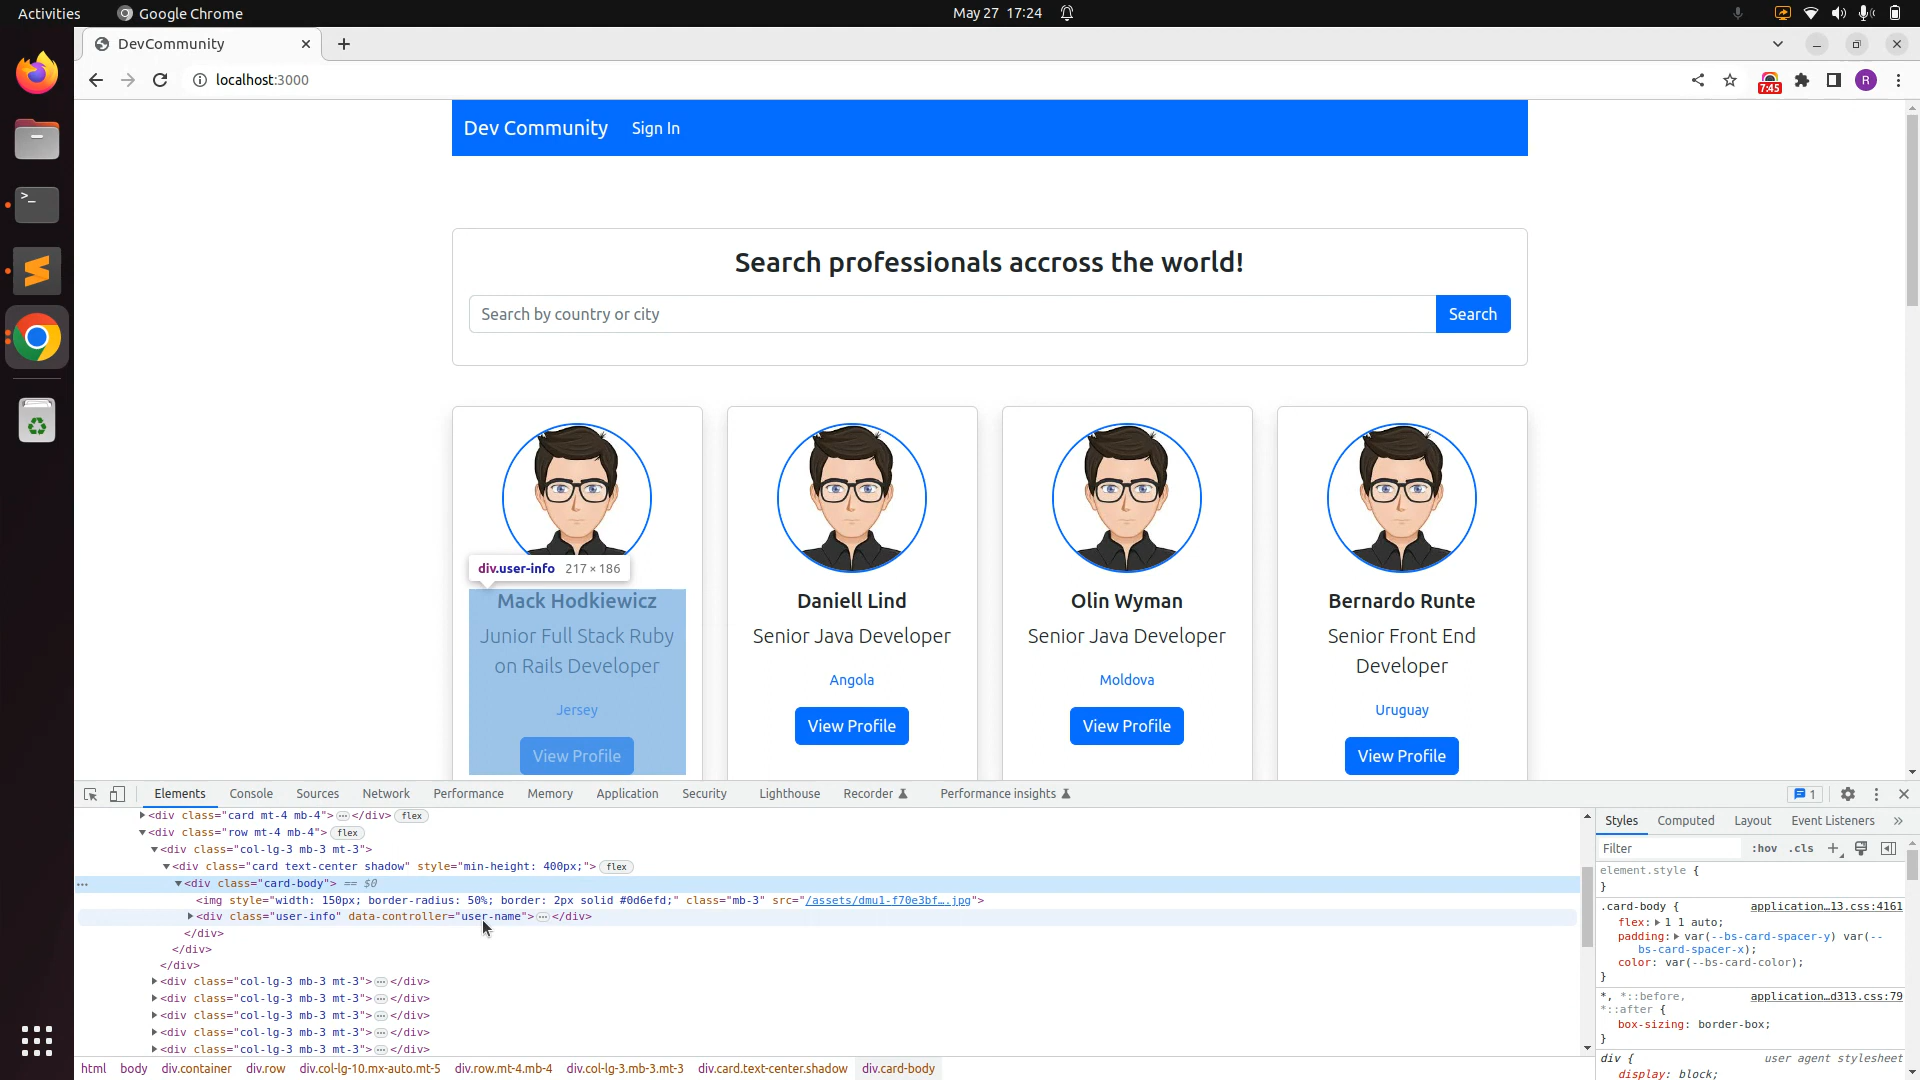 Activities
Google Chrome
May 27 17:24
DevCommunity
localhost:3000
7:45
R
Dev Community
Sign In
Search professionals accross the world!
Search by country or city
Search
div.user-info 217 × 186
Mack Hodkiewicz
Junior Full Stack Ruby
on Rails Developer
Jersey
View Profile
Daniell Lind
Senior Java Developer
Angola
View Profile
Olin Wyman
Senior Java Developer
Moldova
View Profile
Bernardo Runte
Senior Front End
Developer
Uruguay
View Profile
Elements Console Sources Network Performance Memory Application Security Lighthouse Recorder Performance insights 1
<div class="card mt-4 mb-4">…</div> flex
<div class="row mt-4 mb-4"> flex
<div class="col-lg-3 mb-3 mt-3">
<div class="card text-center shadow" style="min-height: 400px;"> flex
<div class="card-body"> == $0
<img style="width: 150px; border-radius: 50%; border: 2px solid #0d6efd;" class="mb-3" src="/assets/dmu1-f70e3bf….jpg">
<div class="user-info" data-controller="user-name">…</div>
</div>
</div>
</div>
<div class="col-lg-3 mb-3 mt-3">…</div>
<div class="col-lg-3 mb-3 mt-3">…</div>
<div class="col-lg-3 mb-3 mt-3">…</div>
<div class="col-lg-3 mb-3 mt-3">…</div>
<div class="col-lg-3 mb-3 mt-3">…</div>
html body div.container div.row div.col-lg-10.mx-auto.mt-5 div.row.mt-4.mb-4 div.col-lg-3.mb-3.mt-3 div.card.text-center.shadow div.card-body
Styles Computed Layout Event Listeners »
Filter :hov .cls +
element.style {
}
.card-body { application…13.css:4161
flex: 1 1 auto;
padding: var(--bs-card-spacer-y) var(--
bs-card-spacer-x);
color: var(--bs-card-color);
}
*, *::before, application…d313.css:79
*::after {
box-sizing: border-box;
}
div { user agent stylesheet
display: block;